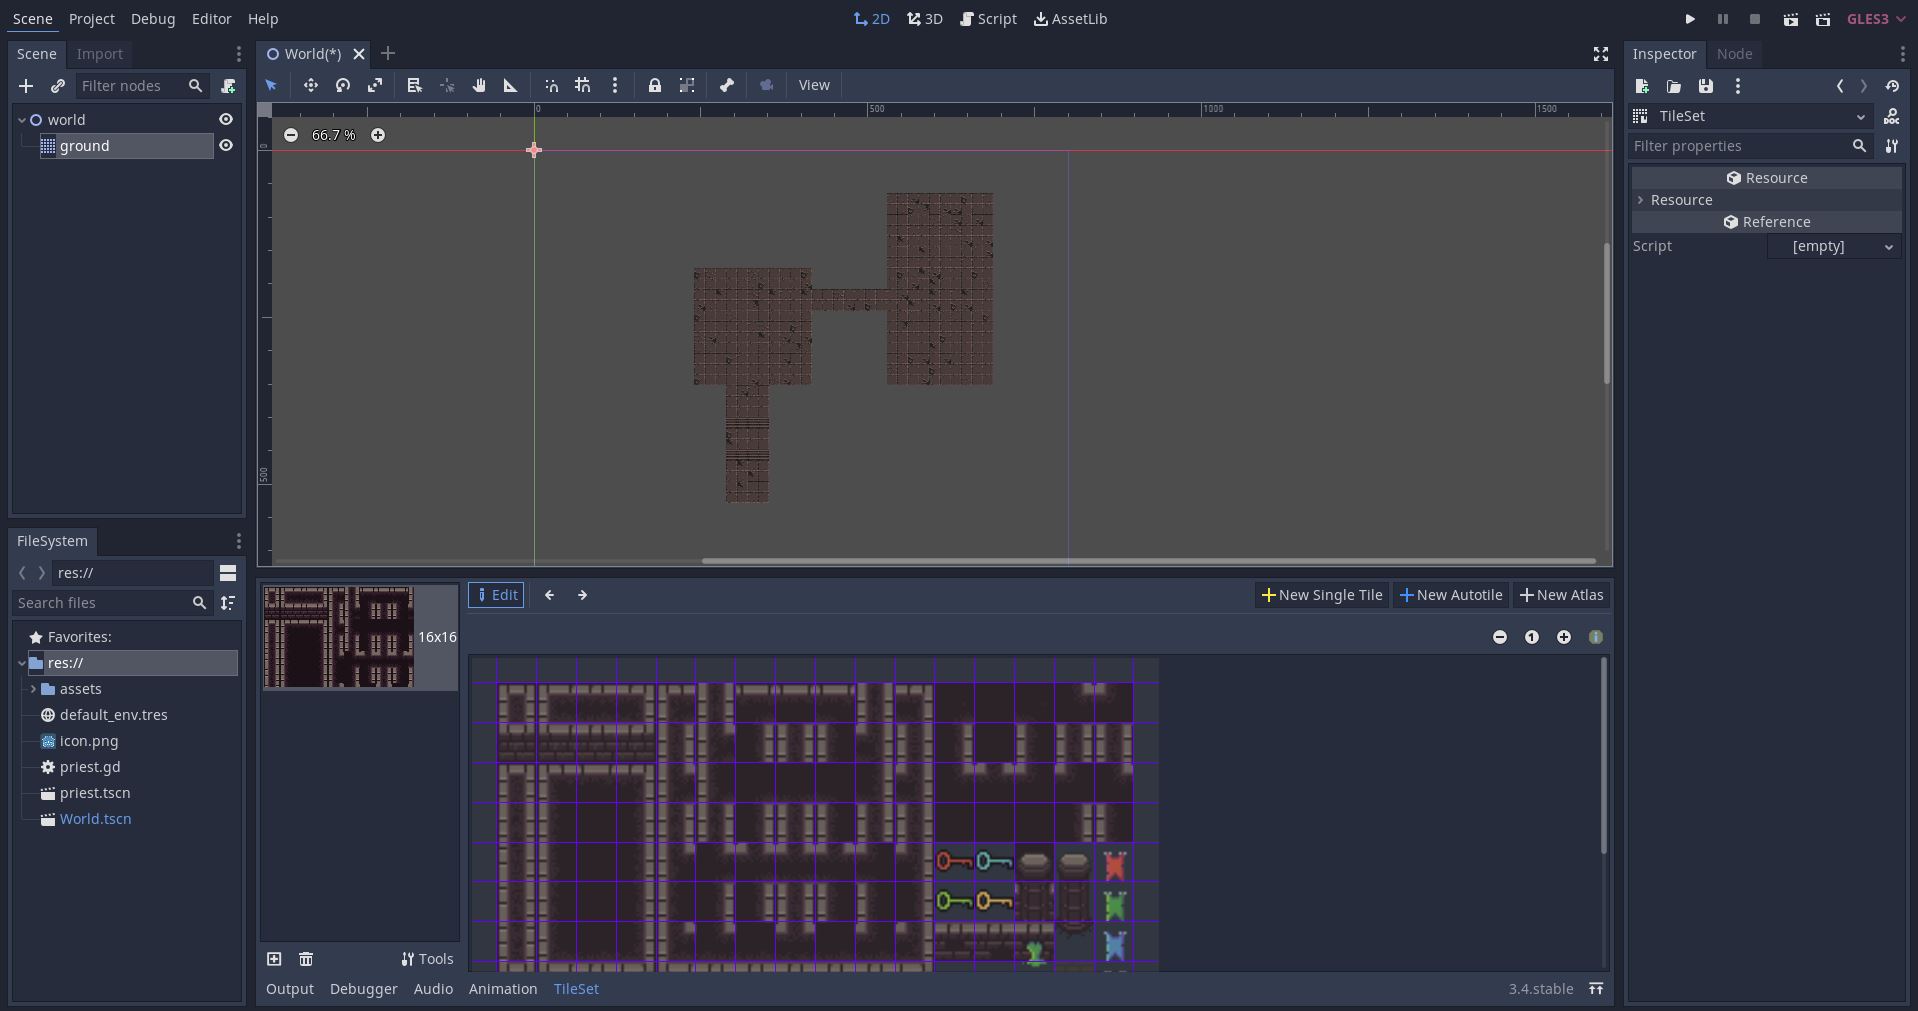 Scene Project Debug Editor Help
2D 3D Script AssetLib
GLES3
Scene Import
World(*)
Inspector Node
Filter nodes
View
world
ground
0 500 1000 1500
66.7 %
0
500
TileSet
Filter properties
Resource
Resource
Reference
Script [empty]
FileSystem
res://
Search files
Favorites:
res://
assets
default_env.tres
icon.png
priest.gd
priest.tscn
World.tscn
16x16
Edit
New Single Tile New Autotile New Atlas
1
Tools
Output Debugger Audio Animation TileSet
3.4.stable